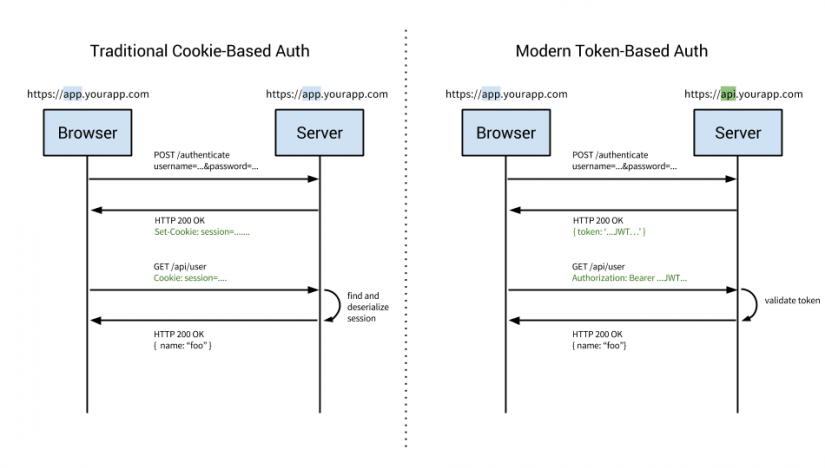 Traditional Cookie-Based Auth
https://app.yourapp.com
https://app.yourapp.com
Browser
Server
POST /authenticate
username=...&password=...
HTTP 200 OK
Set-Cookie: session=.......
GET /api/user
Cookie: session=....
find and
deserialize
session
HTTP 200 OK
{ name: “foo” }
Modern Token-Based Auth
https://app.yourapp.com
https://api.yourapp.com
Browser
Server
POST /authenticate
username=...&password=...
HTTP 200 OK
{ token: ‘...JWT...’ }
GET /api/user
Authorization: Bearer ...JWT...
validate token
HTTP 200 OK
{ name: “foo”}